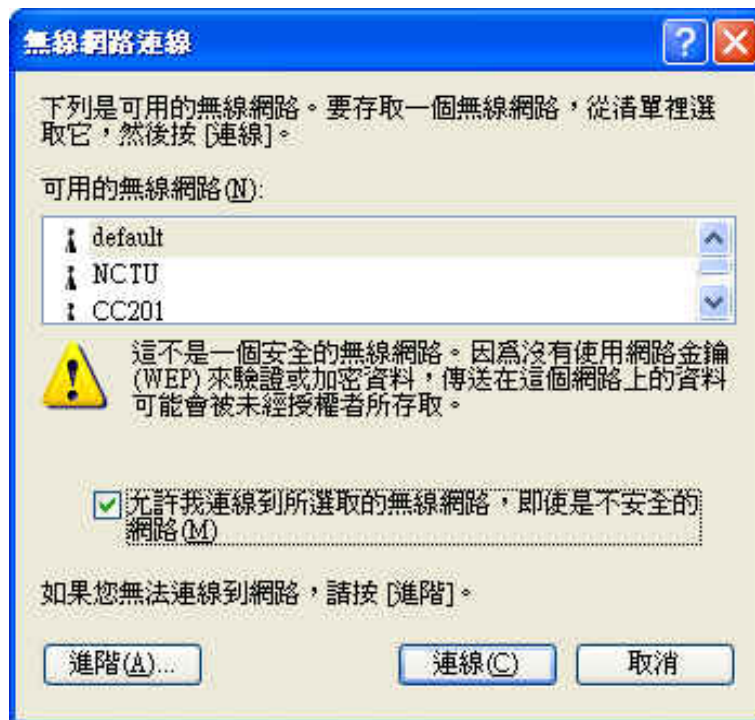 無線網路連線
下列是可用的無線網路。要存取一個無線網路，從清單裡選
取它，然後按 [連線]。
可用的無線網路(N):
default
NCTU
CC201
這不是一個安全的無線網路。因為沒有使用網路金鑰
(WEP) 來驗證或加密資料，傳送在這個網路上的資料
可能會被未經授權者所存取。
允許我連線到所選取的無線網路，即使是不安全的
網路(M)
如果您無法連線到網路，請按 [進階]。
進階(A)... 連線(C) 取消